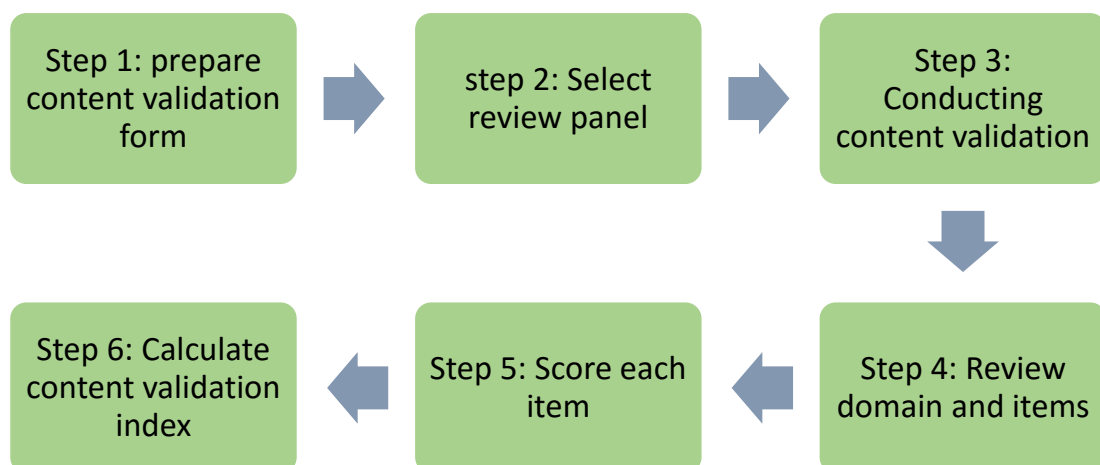 Step 1: prepare
content validation
form
step 2: Select
review panel
Step 3:
Conducting
content validation
Step 4: Review
domain and items
Step 5: Score each
item
Step 6: Calculate
content validation
index